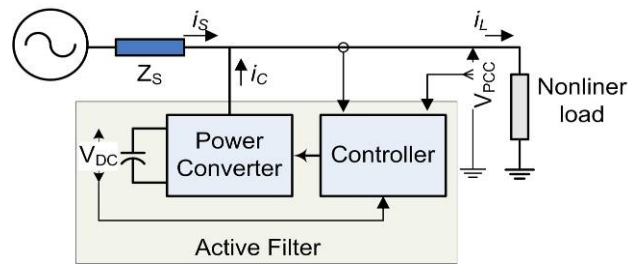 iS
iL
ZS
iC
VPCC
Nonliner
load
VDC
Power
Converter
Controller
Active Filter